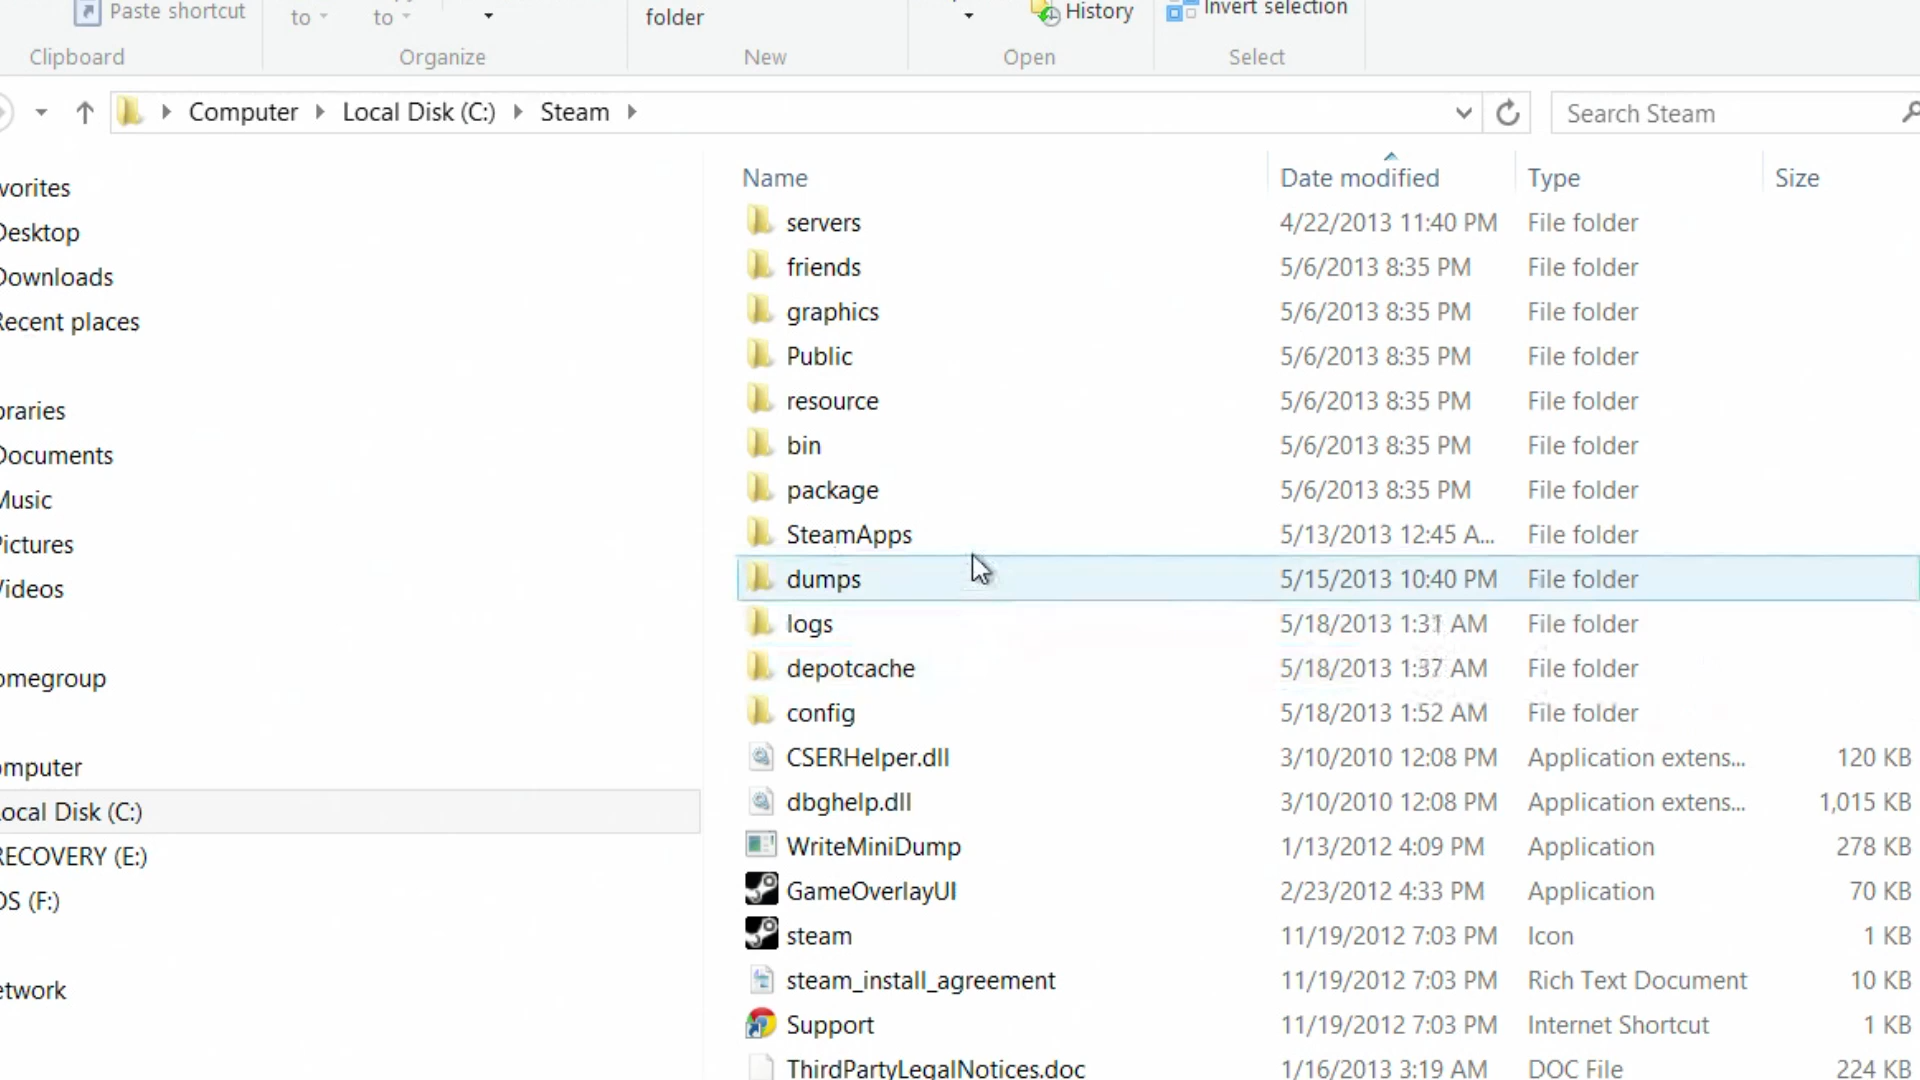 Paste shortcut
to
to
folder
History
Invert selection
Clipboard
Organize
New
Open
Select
Computer
Local Disk (C:)
Steam
Search Steam
Name
Date modified
Type
Size
vorites
Desktop
Downloads
Recent places
braries
Documents
Music
Pictures
Videos
omegroup
omputer
Local Disk (C:)
RECOVERY (E:)
OS (F:)
etwork
servers 4/22/2013 11:40 PM File folder
friends 5/6/2013 8:35 PM File folder
graphics 5/6/2013 8:35 PM File folder
Public 5/6/2013 8:35 PM File folder
resource 5/6/2013 8:35 PM File folder
bin 5/6/2013 8:35 PM File folder
package 5/6/2013 8:35 PM File folder
SteamApps 5/13/2013 12:45 A... File folder
dumps 5/15/2013 10:40 PM File folder
logs 5/18/2013 1:31 AM File folder
depotcache 5/18/2013 1:37 AM File folder
config 5/18/2013 1:52 AM File folder
CSERHelper.dll 3/10/2010 12:08 PM Application extens... 120 KB
dbghelp.dll 3/10/2010 12:08 PM Application extens... 1,015 KB
WriteMiniDump 1/13/2012 4:09 PM Application 278 KB
GameOverlayUI 2/23/2012 4:33 PM Application 70 KB
steam 11/19/2012 7:03 PM Icon 1 KB
steam_install_agreement 11/19/2012 7:03 PM Rich Text Document 10 KB
Support 11/19/2012 7:03 PM Internet Shortcut 1 KB
ThirdPartyLegalNotices.doc 1/16/2013 3:19 AM DOC File 224 KB